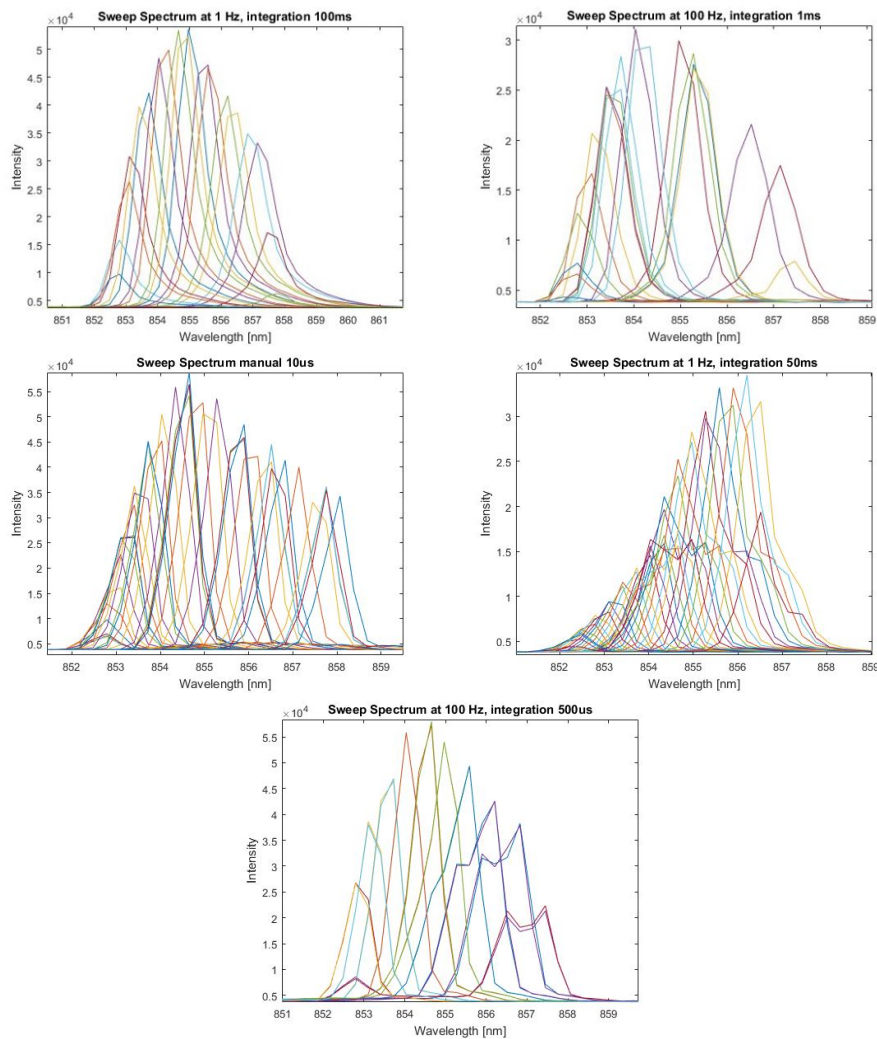 Sweep Spectrum at 1 Hz, integration 100ms
×10⁴
5
4.5
4
3.5
3
2.5
2
1.5
1
0.5
Intensity
851 852 853 854 855 856 857 858 859 860 861
Wavelength [nm]
Sweep Spectrum at 100 Hz, integration 1ms
×10⁴
3
2.5
2
1.5
1
0.5
Intensity
852 853 854 855 856 857 858 859
Wavelength [nm]
Sweep Spectrum manual 10us
×10⁴
5.5
5
4.5
4
3.5
3
2.5
2
1.5
1
0.5
Intensity
852 853 854 855 856 857 858 859
Wavelength [nm]
Sweep Spectrum at 1 Hz, integration 50ms
×10⁴
3
2.5
2
1.5
1
0.5
Intensity
852 853 854 855 856 857 858 859
Wavelength [nm]
Sweep Spectrum at 100 Hz, integration 500us
×10⁴
5.5
5
4.5
4
3.5
3
2.5
2
1.5
1
0.5
Intensity
851 852 853 854 855 856 857 858 859
Wavelength [nm]